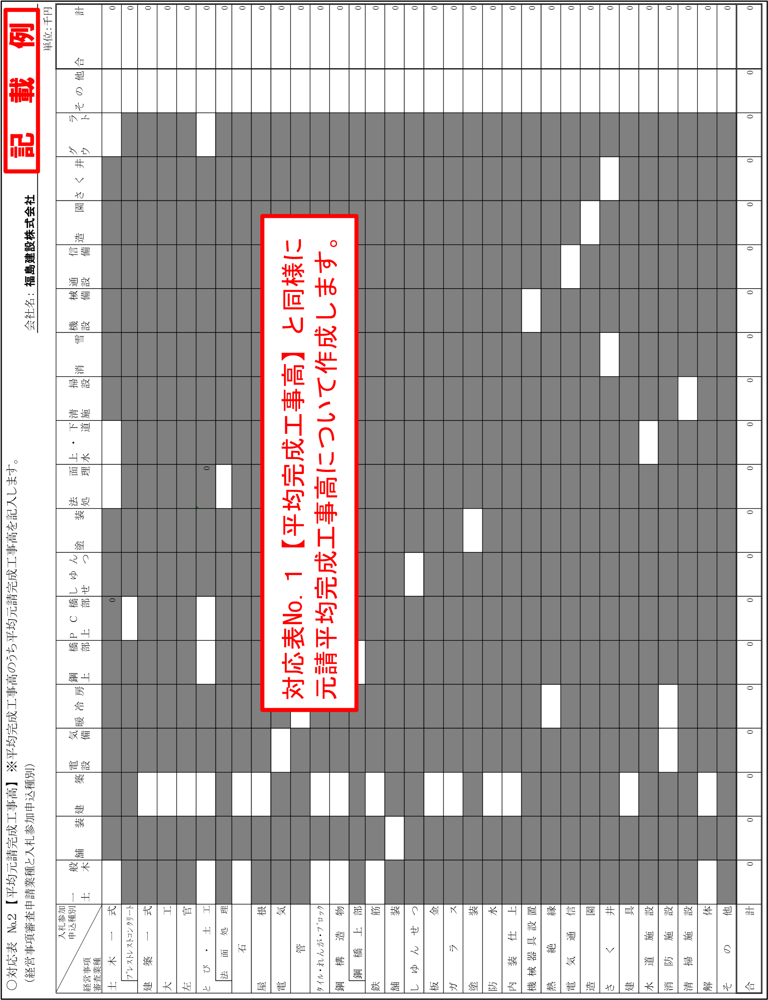 ○対応表 №2 【平均元請完成工事高】 ※平均完成工事高のうち平均元請完成工事高を記入します。
(経営事項審査申請業種と入札参加申込種別)
記 載 例
会社名: 福島建設株式会社
単位:千円
入札参加
申込種別
経営事項
審査業種
一般土木
舗装
建築
電気設備
暖冷房
鋼橋上部
PC橋上部
しゆんせつ
塗装
法面処理
上・下水道
清掃施設
消雪
機械設備
通信設備
造園
さく井
グラウト
その他
合計
土木一式 0 0
プレストレストコンクリート 0
建築一式 0
大工 0
左官 0
とび・土工 0 0
法面処理 0
石 0
屋根 0
電気 0
管 0
タイル・れんが・ブロック 0
鋼構造物 0
鋼橋上部 0
鉄筋 0
舗装 0
しゆんせつ 0
板金 0
ガラス 0
塗装 0
防水 0
内装仕上 0
機械器具設置 0
熱絶縁 0
電気通信 0
造園 0
さく井 0
建具 0
水道施設 0
消防施設 0
清掃施設 0
解体 0
その他 0
合計 0 0 0 0 0 0 0 0 0 0 0 0 0 0 0 0 0 0 0 0
対応表No.1【平均完成工事高】と同様に
元請平均完成工事高について作成します。